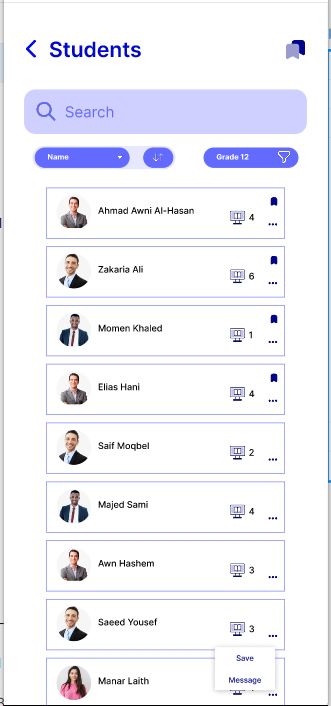 Students
Search
Name
Grade 12
Ahmad Awni Al-Hasan
4
Zakaria Ali
6
Momen Khaled
1
Elias Hani
4
Saif Moqbel
2
Majed Sami
4
Awn Hashem
3
Saeed Yousef
3
Save
Manar Laith
Message